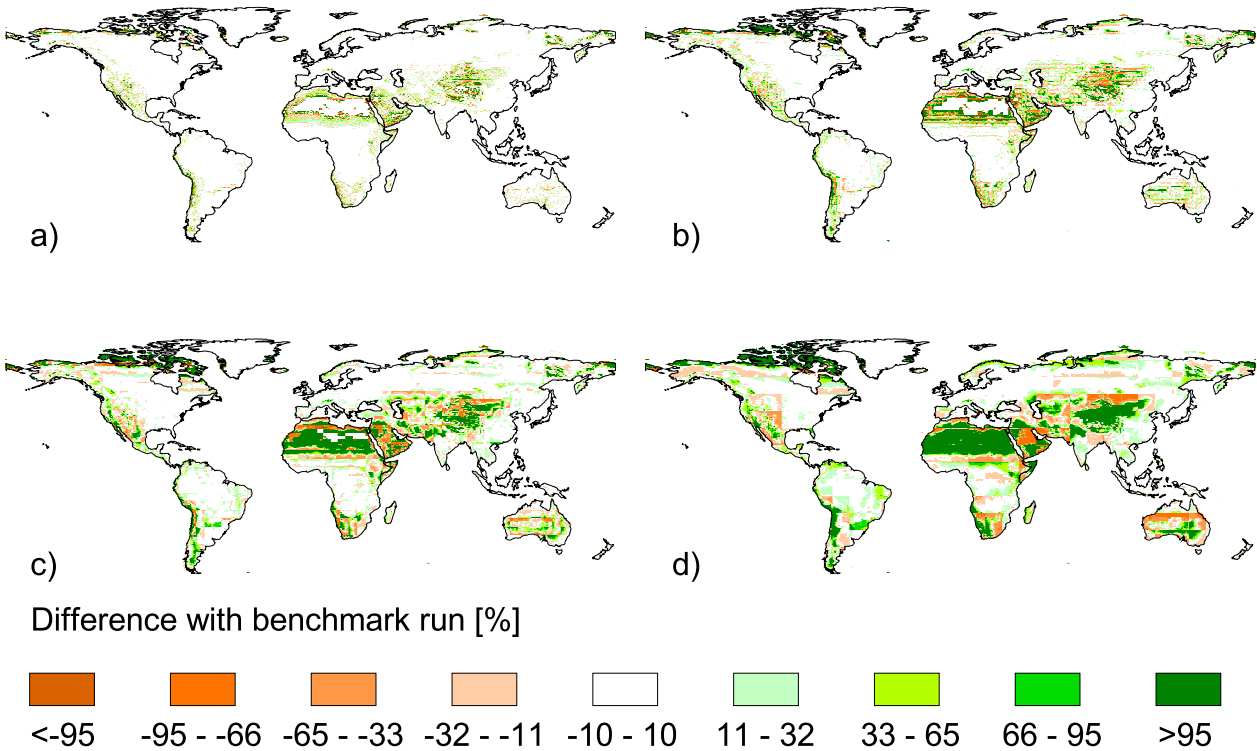 a)
b)
c)
d)
Difference with benchmark run [%]
<-95 -95 - -66 -65 - -33 -32 - -11 -10 - 10 11 - 32 33 - 65 66 - 95 >95